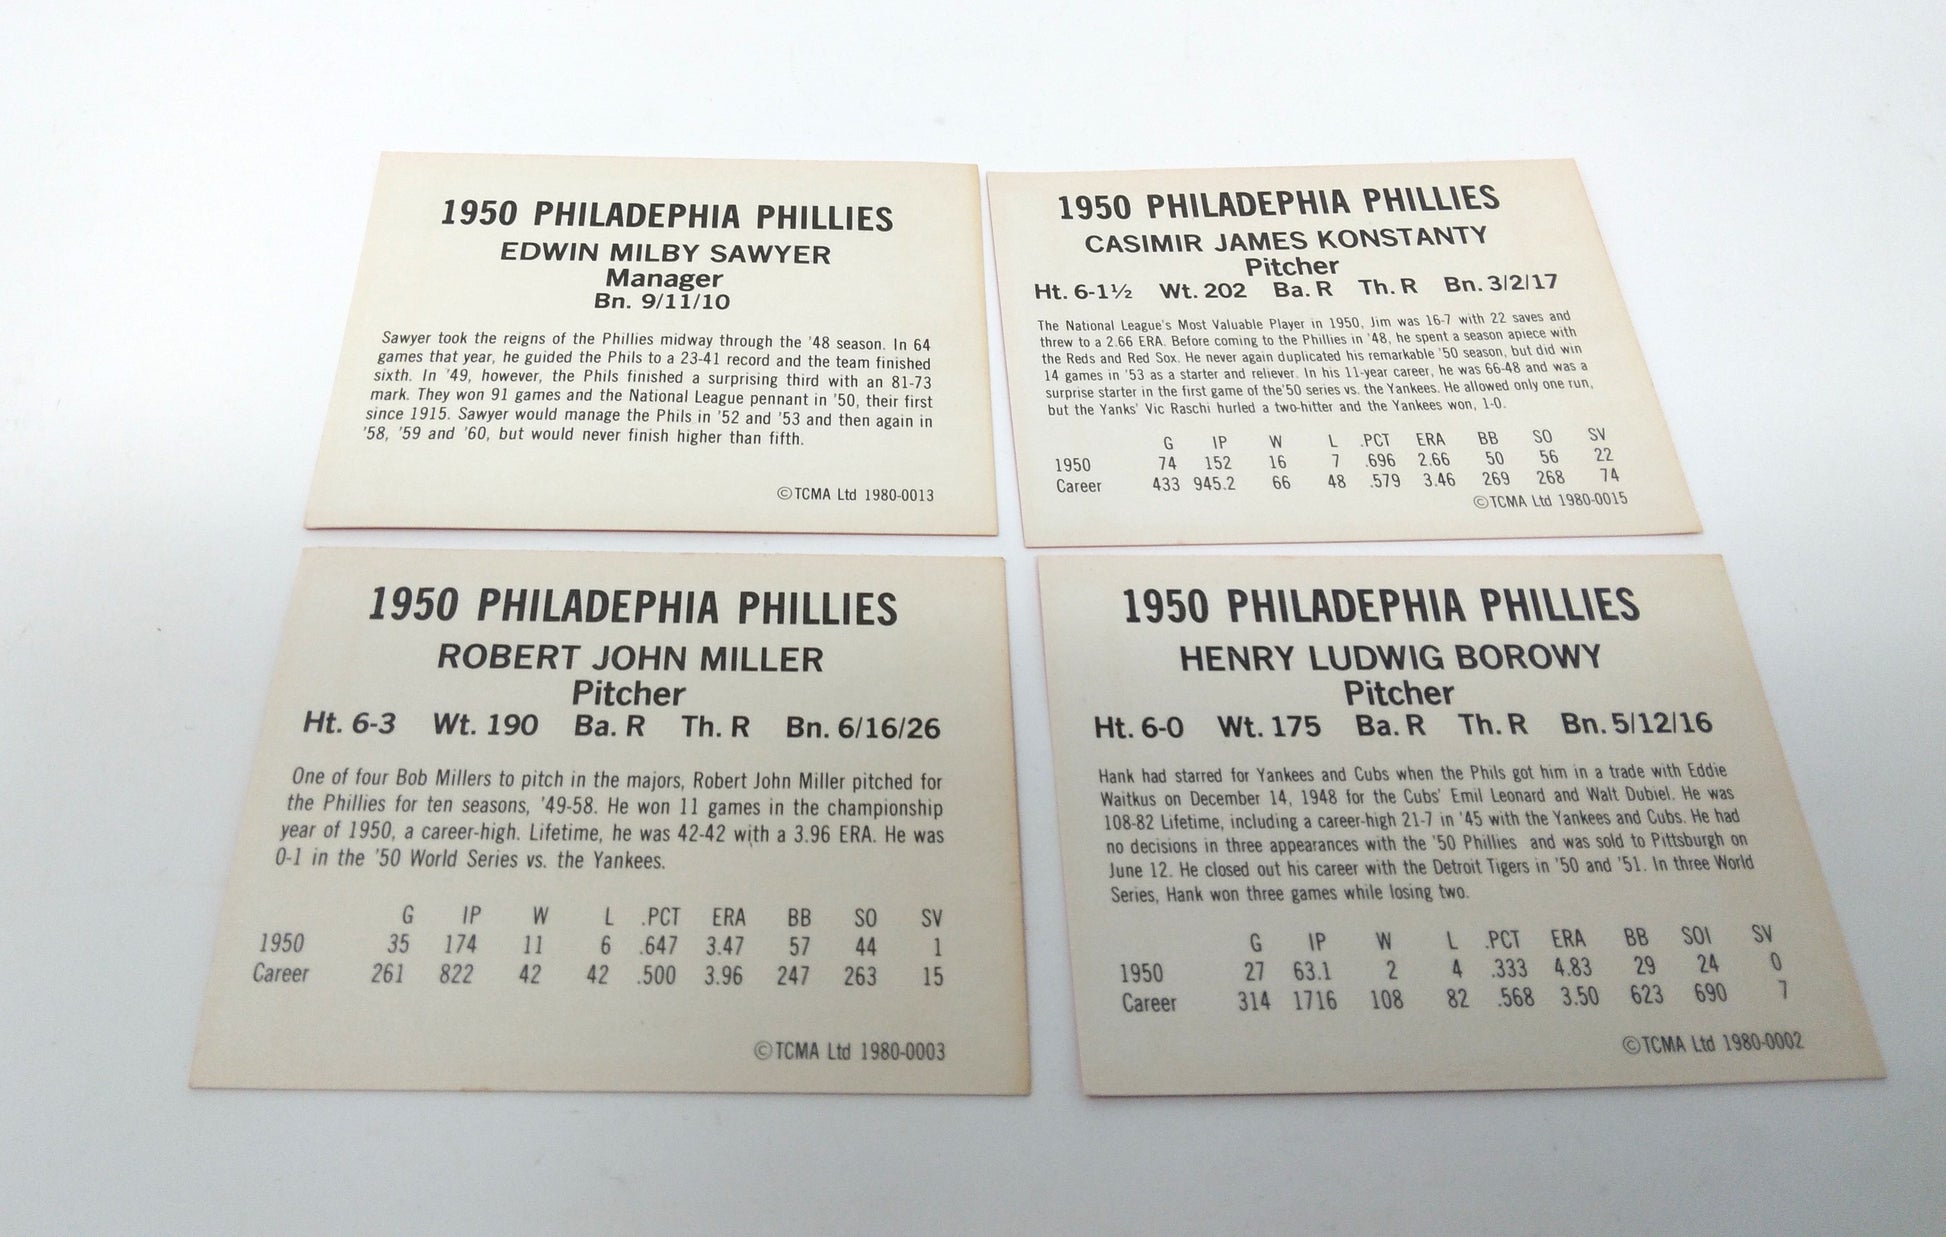 1950 PHILADEPHIA PHILLIES
EDWIN MILBY SAWYER
Manager
Bn. 9/11/10
Sawyer took the reigns of the Phillies midway through the '48 season. In 64
games that year, he guided the Phils to a 23-41 record and the team finished
sixth. In '49, however, the Phils finished a surprising third with an 81-73
mark. They won 91 games and the National League pennant in '50, their first
since 1915. Sawyer would manage the Phils in '52 and '53 and then again in
'58, '59 and '60, but would never finish higher than fifth.
©TCMA Ltd 1980-0013
1950 PHILADEPHIA PHILLIES
CASIMIR JAMES KONSTANTY
Pitcher
Ht. 6-1½ Wt. 202 Ba. R Th. R Bn. 3/2/17
The National League's Most Valuable Player in 1950, Jim was 16-7 with 22 saves and
threw to a 2.66 ERA. Before coming to the Phillies in '48, he spent a season apiece with
the Reds and Red Sox. He never again duplicated his remarkable '50 season, but did win
14 games in '53 as a starter and reliever. In his 11-year career, he was 66-48 and was a
surprise starter in the first game of the'50 series vs. the Yankees. He allowed only one run,
but the Yanks' Vic Raschi hurled a two-hitter and the Yankees won, 1-0.
G IP W L .PCT ERA BB SO SV
1950 74 152 16 7 .696 2.66 50 56 22
Career 433 945.2 66 48 .579 3.46 269 268 74
©TCMA Ltd 1980-0015
1950 PHILADEPHIA PHILLIES
ROBERT JOHN MILLER
Pitcher
Ht. 6-3 Wt. 190 Ba. R Th. R Bn. 6/16/26
One of four Bob Millers to pitch in the majors, Robert John Miller pitched for
the Phillies for ten seasons, '49-58. He won 11 games in the championship
year of 1950, a career-high. Lifetime, he was 42-42 with a 3.96 ERA. He was
0-1 in the '50 World Series vs. the Yankees.
G IP W L .PCT ERA BB SO SV
1950 35 174 11 6 .647 3.47 57 44 1
Career 261 822 42 42 .500 3.96 247 263 15
©TCMA Ltd 1980-0003
1950 PHILADEPHIA PHILLIES
HENRY LUDWIG BOROWY
Pitcher
Ht. 6-0 Wt. 175 Ba. R Th. R Bn. 5/12/16
Hank had starred for Yankees and Cubs when the Phils got him in a trade with Eddie
Waitkus on December 14, 1948 for the Cubs' Emil Leonard and Walt Dubiel. He was
108-82 Lifetime, including a career-high 21-7 in '45 with the Yankees and Cubs. He had
no decisions in three appearances with the '50 Phillies and was sold to Pittsburgh on
June 12. He closed out his career with the Detroit Tigers in '50 and '51. In three World
Series, Hank won three games while losing two.
G IP W L .PCT ERA BB SOI SV
1950 27 63.1 2 4 .333 4.83 29 24 0
Career 314 1716 108 82 .568 3.50 623 690 7
©TCMA Ltd 1980-0002